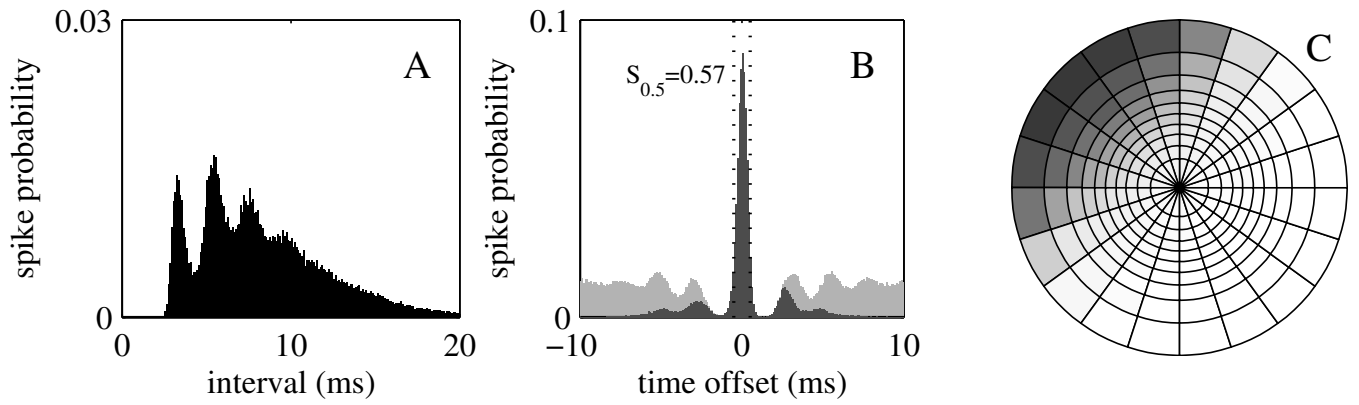 0.03
A
spike probability
0
0
10
20
interval (ms)
0.1
B
S0.5=0.57
spike probability
0
−10
0
10
time offset (ms)
C